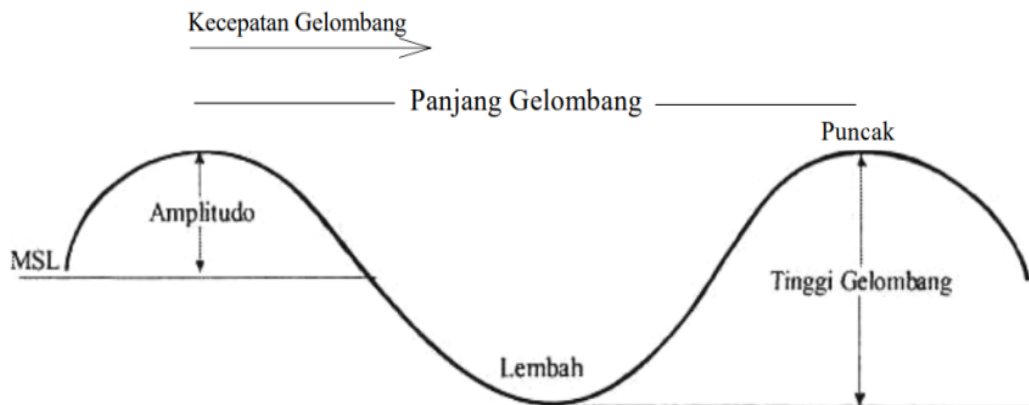 Kecepatan Gelombang
Panjang Gelombang
Puncak
Amplitudo
MSL
Tinggi Gelombang
Lembah